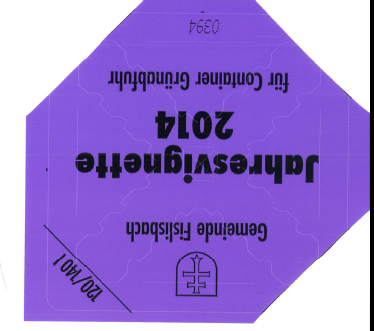 120/140 l
Gemeinde Fislisbach
Jahresvignette
2014
für Container Grünabfuhr
0394